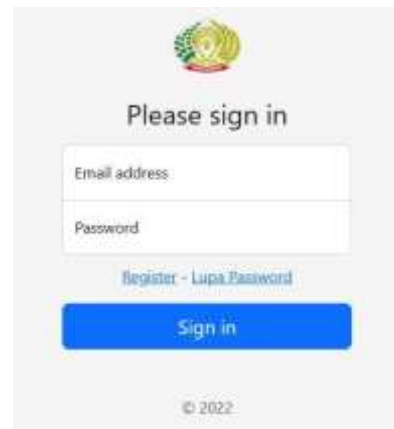 Please sign in
Email address
Password
Register - Lupa Password
Sign in
© 2022